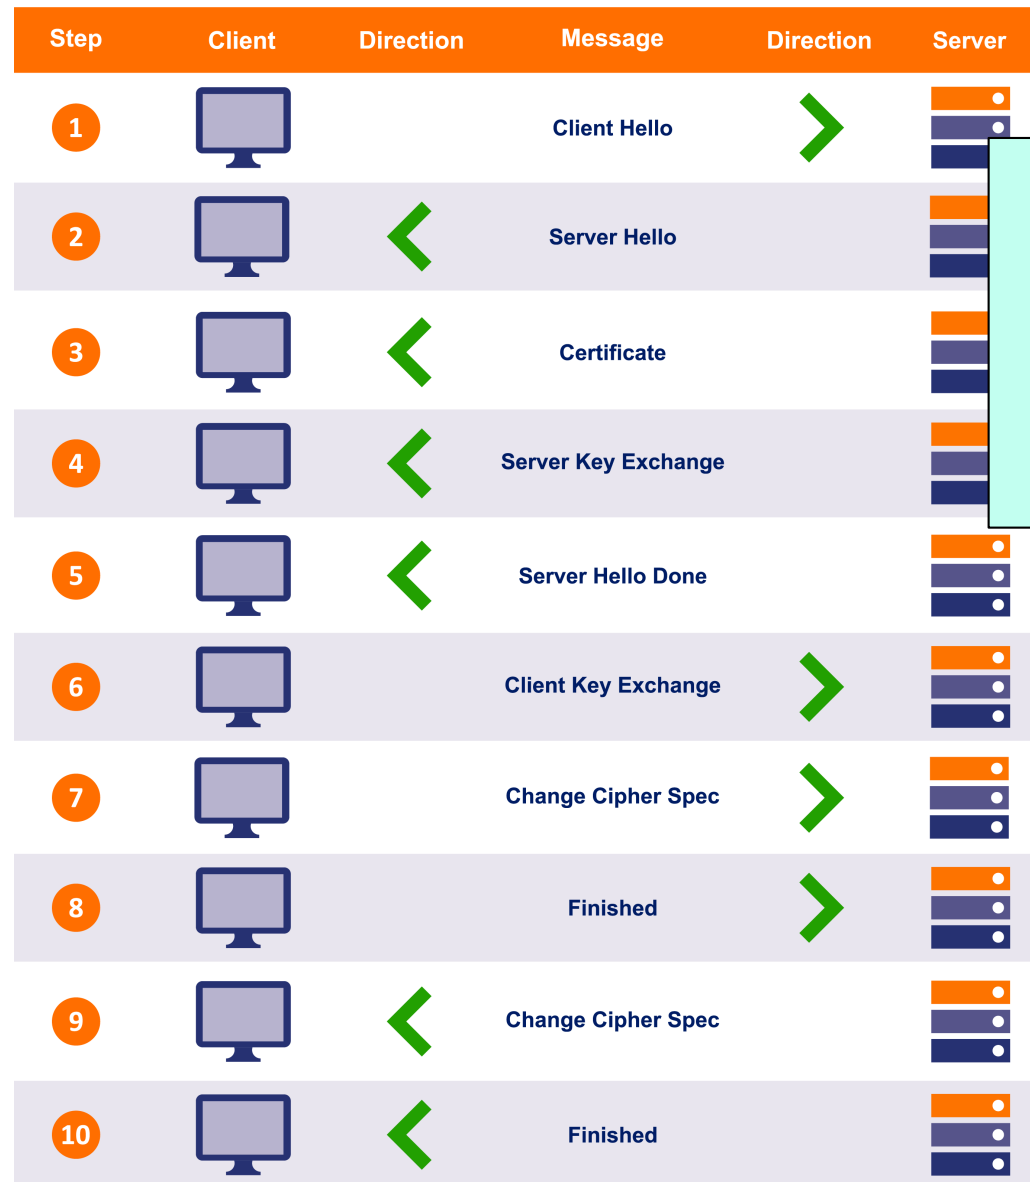 Step Client Direction Message Direction Server
1 Client Hello
2 Server Hello
3 Certificate
4 Server Key Exchange
5 Server Hello Done
6 Client Key Exchange
7 Change Cipher Spec
8 Finished
9 Change Cipher Spec
10 Finished